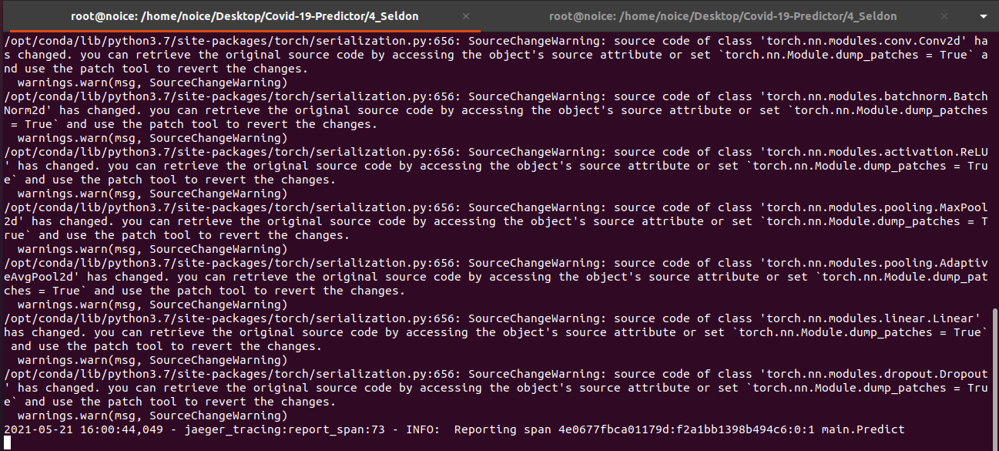 root@noice: /home/noice/Desktop/Covid-19-Predictor/4_Seldon × root@noice: /home/noice/Desktop/Covid-19-Predictor/4_Seldon ×
/opt/conda/lib/python3.7/site-packages/torch/serialization.py:656: SourceChangeWarning: source code of class 'torch.nn.modules.conv.Conv2d' ha
s changed. you can retrieve the original source code by accessing the object's source attribute or set `torch.nn.Module.dump_patches = True` a
nd use the patch tool to revert the changes.
  warnings.warn(msg, SourceChangeWarning)
/opt/conda/lib/python3.7/site-packages/torch/serialization.py:656: SourceChangeWarning: source code of class 'torch.nn.modules.batchnorm.Batch
Norm2d' has changed. you can retrieve the original source code by accessing the object's source attribute or set `torch.nn.Module.dump_patches
 = True` and use the patch tool to revert the changes.
  warnings.warn(msg, SourceChangeWarning)
/opt/conda/lib/python3.7/site-packages/torch/serialization.py:656: SourceChangeWarning: source code of class 'torch.nn.modules.activation.ReLU
' has changed. you can retrieve the original source code by accessing the object's source attribute or set `torch.nn.Module.dump_patches = Tru
e` and use the patch tool to revert the changes.
  warnings.warn(msg, SourceChangeWarning)
/opt/conda/lib/python3.7/site-packages/torch/serialization.py:656: SourceChangeWarning: source code of class 'torch.nn.modules.pooling.MaxPool
2d' has changed. you can retrieve the original source code by accessing the object's source attribute or set `torch.nn.Module.dump_patches = T
rue` and use the patch tool to revert the changes.
  warnings.warn(msg, SourceChangeWarning)
/opt/conda/lib/python3.7/site-packages/torch/serialization.py:656: SourceChangeWarning: source code of class 'torch.nn.modules.pooling.Adaptiv
eAvgPool2d' has changed. you can retrieve the original source code by accessing the object's source attribute or set `torch.nn.Module.dump_pat
ches = True` and use the patch tool to revert the changes.
  warnings.warn(msg, SourceChangeWarning)
/opt/conda/lib/python3.7/site-packages/torch/serialization.py:656: SourceChangeWarning: source code of class 'torch.nn.modules.linear.Linear'
has changed. you can retrieve the original source code by accessing the object's source attribute or set `torch.nn.Module.dump_patches = True`
 and use the patch tool to revert the changes.
  warnings.warn(msg, SourceChangeWarning)
/opt/conda/lib/python3.7/site-packages/torch/serialization.py:656: SourceChangeWarning: source code of class 'torch.nn.modules.dropout.Dropout
' has changed. you can retrieve the original source code by accessing the object's source attribute or set `torch.nn.Module.dump_patches = Tru
e` and use the patch tool to revert the changes.
  warnings.warn(msg, SourceChangeWarning)
2021-05-21 16:00:44,049 - jaeger_tracing:report_span:73 - INFO:  Reporting span 4e0677fbca01179d:f2a1bb1398b494c6:0:1 main.Predict